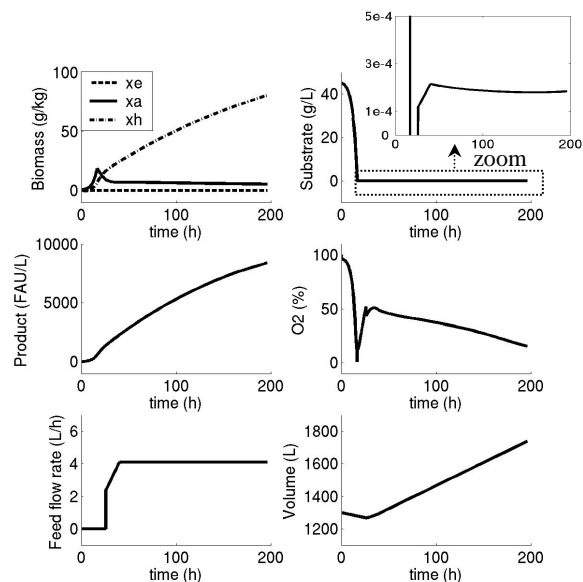 100
50
0
Biomass (g/kg)
xe
xa
xh
0
100
200
time (h)
5e-4
3e-4
1e-4
0
100
200
40
20
0
Substrate (g/L)
zoom
0
100
200
time (h)
10000
5000
0
Product (FAU/L)
0
100
200
time (h)
100
50
0
O2 (%)
0
100
200
time (h)
6
4
2
0
Feed flow rate (L/h)
0
100
200
time (h)
1800
1600
1400
1200
Volume (L)
0
100
200
time (h)